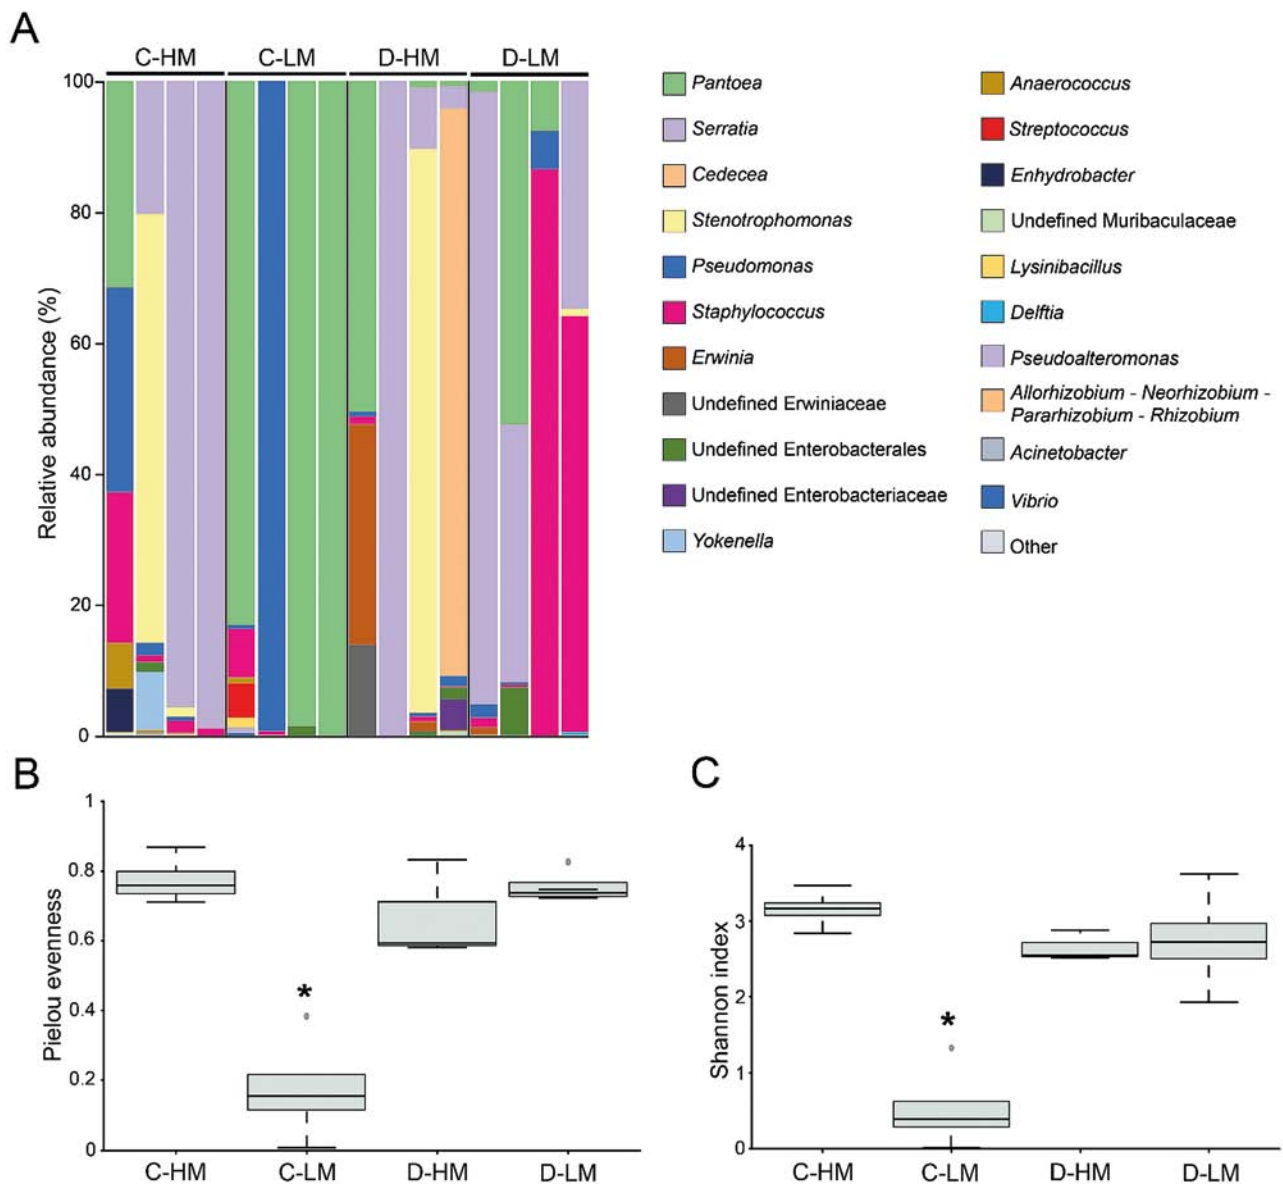 A
C-HM C-LM D-HM D-LM
100
80
60
40
20
0
Relative abundance (%)
Pantoea
Serratia
Cedecea
Stenotrophomonas
Pseudomonas
Staphylococcus
Erwinia
Undefined Erwiniaceae
Undefined Enterobacterales
Undefined Enterobacteriaceae
Yokenella
Anaerococcus
Streptococcus
Enhydrobacter
Undefined Muribaculaceae
Lysinibacillus
Delftia
Pseudoalteromonas
Allorhizobium - Neorhizobium -
Pararhizobium - Rhizobium
Acinetobacter
Vibrio
Other
B
1
0.8
0.6
0.4
0.2
0
Pielou evenness
*
C-HM C-LM D-HM D-LM
C
4
3
2
1
0
Shannon index
*
C-HM C-LM D-HM D-LM